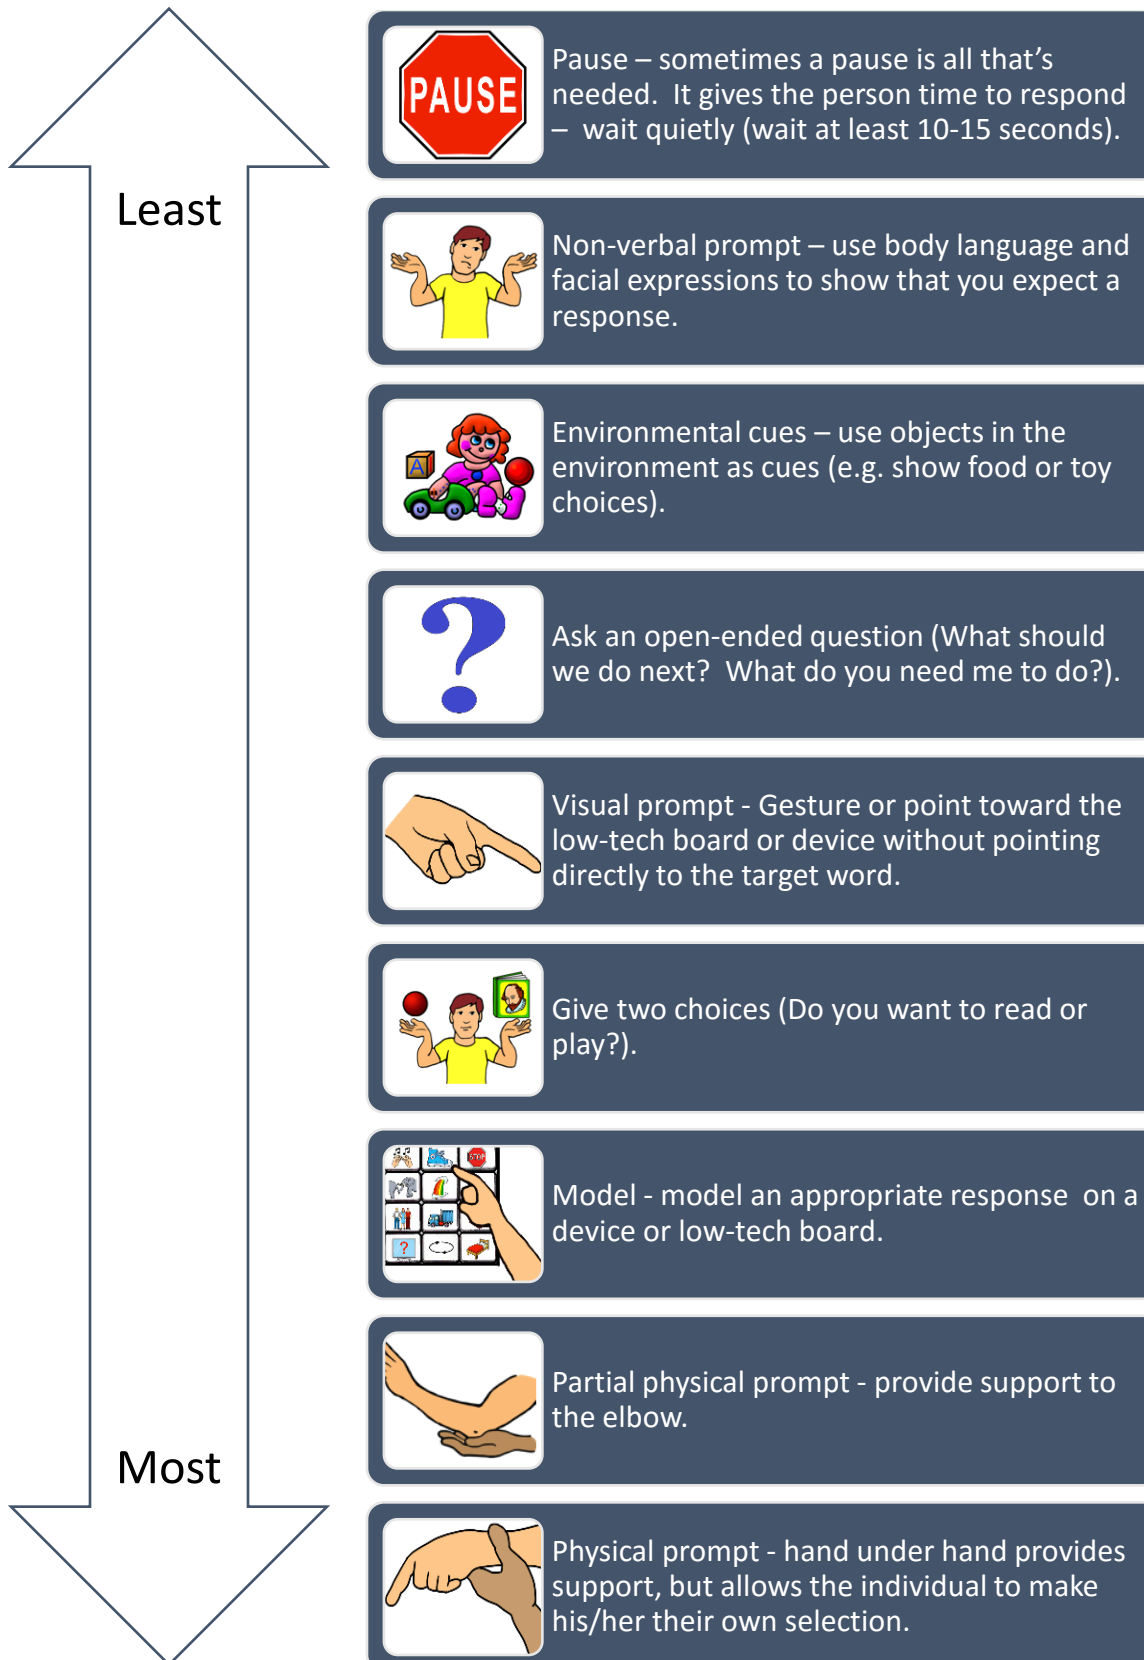 Least
Most
PAUSE
Pause – sometimes a pause is all that’s
needed.  It gives the person time to respond
–  wait quietly (wait at least 10-15 seconds).
Non-verbal prompt – use body language and
facial expressions to show that you expect a
response.
A
Environmental cues – use objects in the
environment as cues (e.g. show food or toy
choices).
?
Ask an open-ended question (What should
we do next?  What do you need me to do?).
Visual prompt - Gesture or point toward the
low-tech board or device without pointing
directly to the target word.
Give two choices (Do you want to read or
play?).
STOP
?
Model - model an appropriate response  on a
device or low-tech board.
Partial physical prompt - provide support to
the elbow.
Physical prompt - hand under hand provides
support, but allows the individual to make
his/her their own selection.